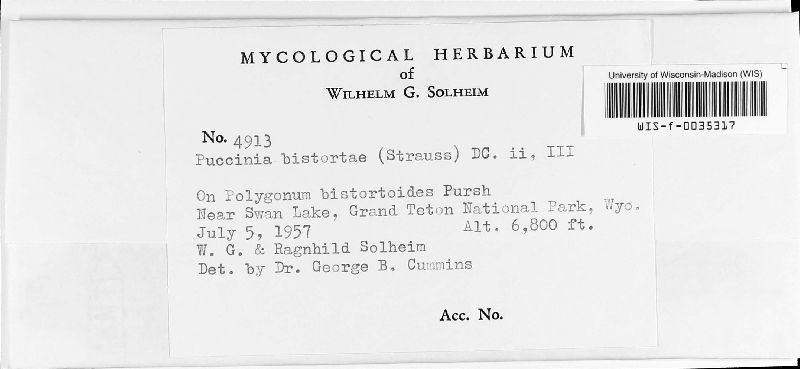 MYCOLOGICAL HERBARIUM
of
WILHELM G. SOLHEIM
University of Wisconsin-Madison (WIS)
WIS-f-0035317
No. 4913
Puccinia bistortae (Strauss) DC. ii, III
On Polygonum bistortoides Pursh
Near Swan Lake, Grand Teton National Park, Wyo.
July 5, 1957 Alt. 6,800 ft.
W. G. & Ragnhild Solheim
Det. by Dr. George B. Cummins
Acc. No.